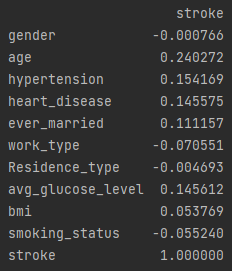 stroke
gender -0.000766
age 0.240272
hypertension 0.154169
heart_disease 0.145575
ever_married 0.111157
work_type -0.070551
Residence_type -0.004693
avg_glucose_level 0.145612
bmi 0.053769
smoking_status -0.055240
stroke 1.000000